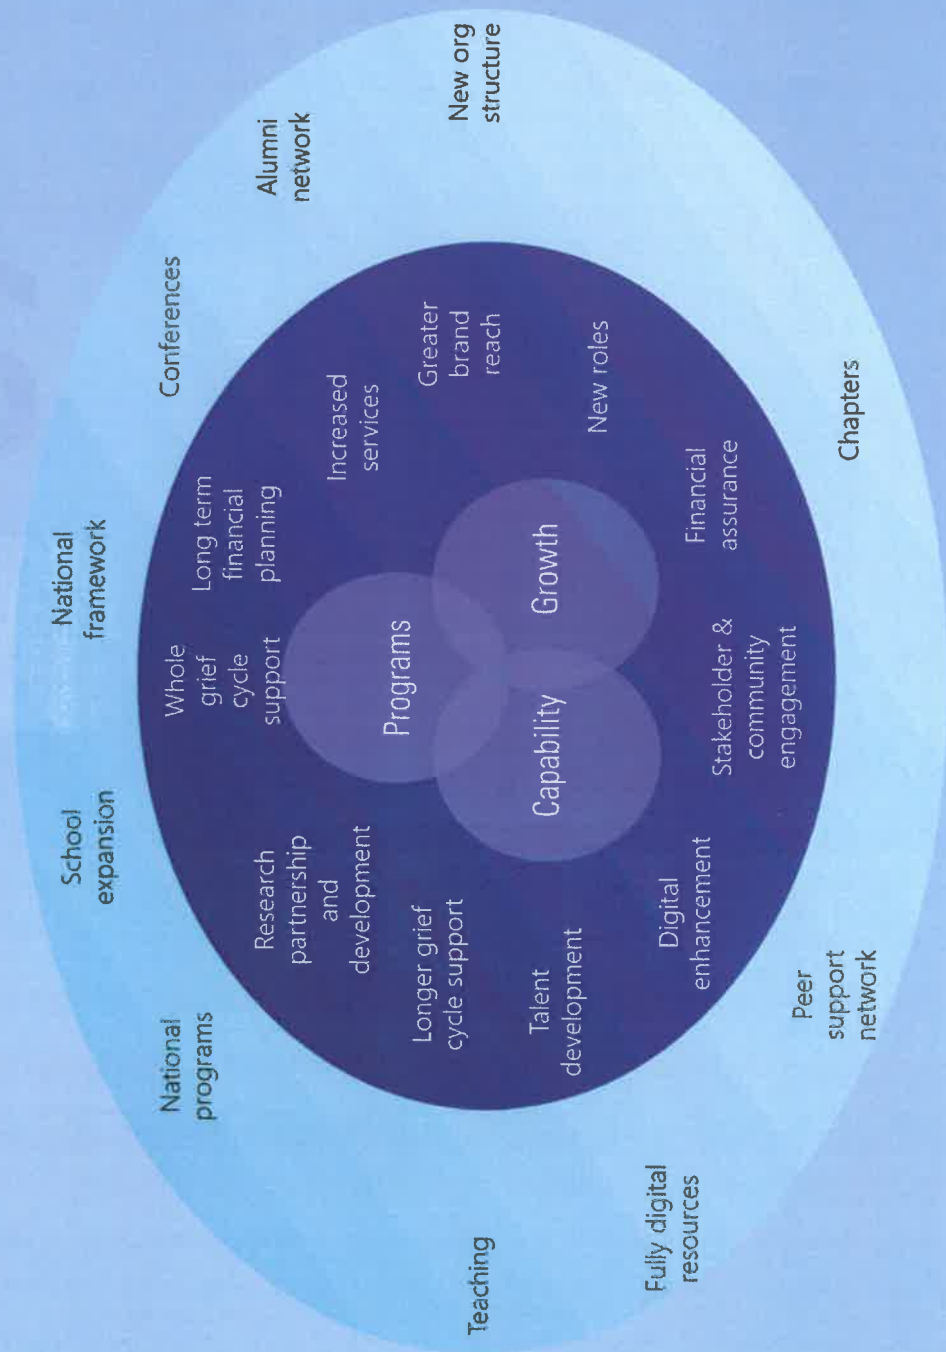 Teaching
National
programs
School
expansion
National
framework
Conferences
Alumni
network
New org
structure
Chapters
Peer
support
network
Fully digital
resources
Research
partnership
and
development
Whole
grief
cycle
support
Long term
financial
planning
Increased
services
Greater
brand
reach
New roles
Financial
assurance
Stakeholder &
community
engagement
Digital
enhancement
Talent
development
Longer grief
cycle support
Programs
Capability
Growth